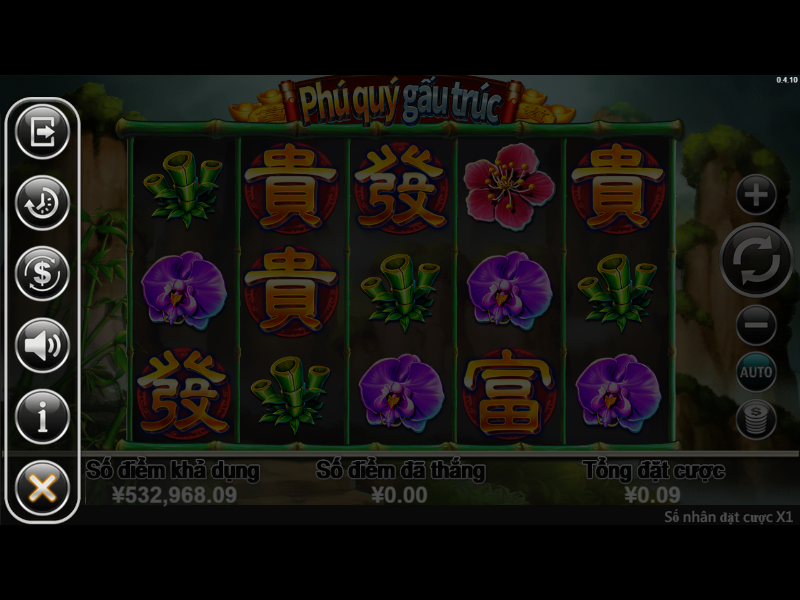 0.4.10
Phú quý gấu trúc
貴 發 貴
貴
發 富
AUTO
Số điểm khả dụng Số điểm đã thắng Tổng đặt cược
¥532,968.09 ¥0.00 ¥0.09
Số nhân đặt cược X1